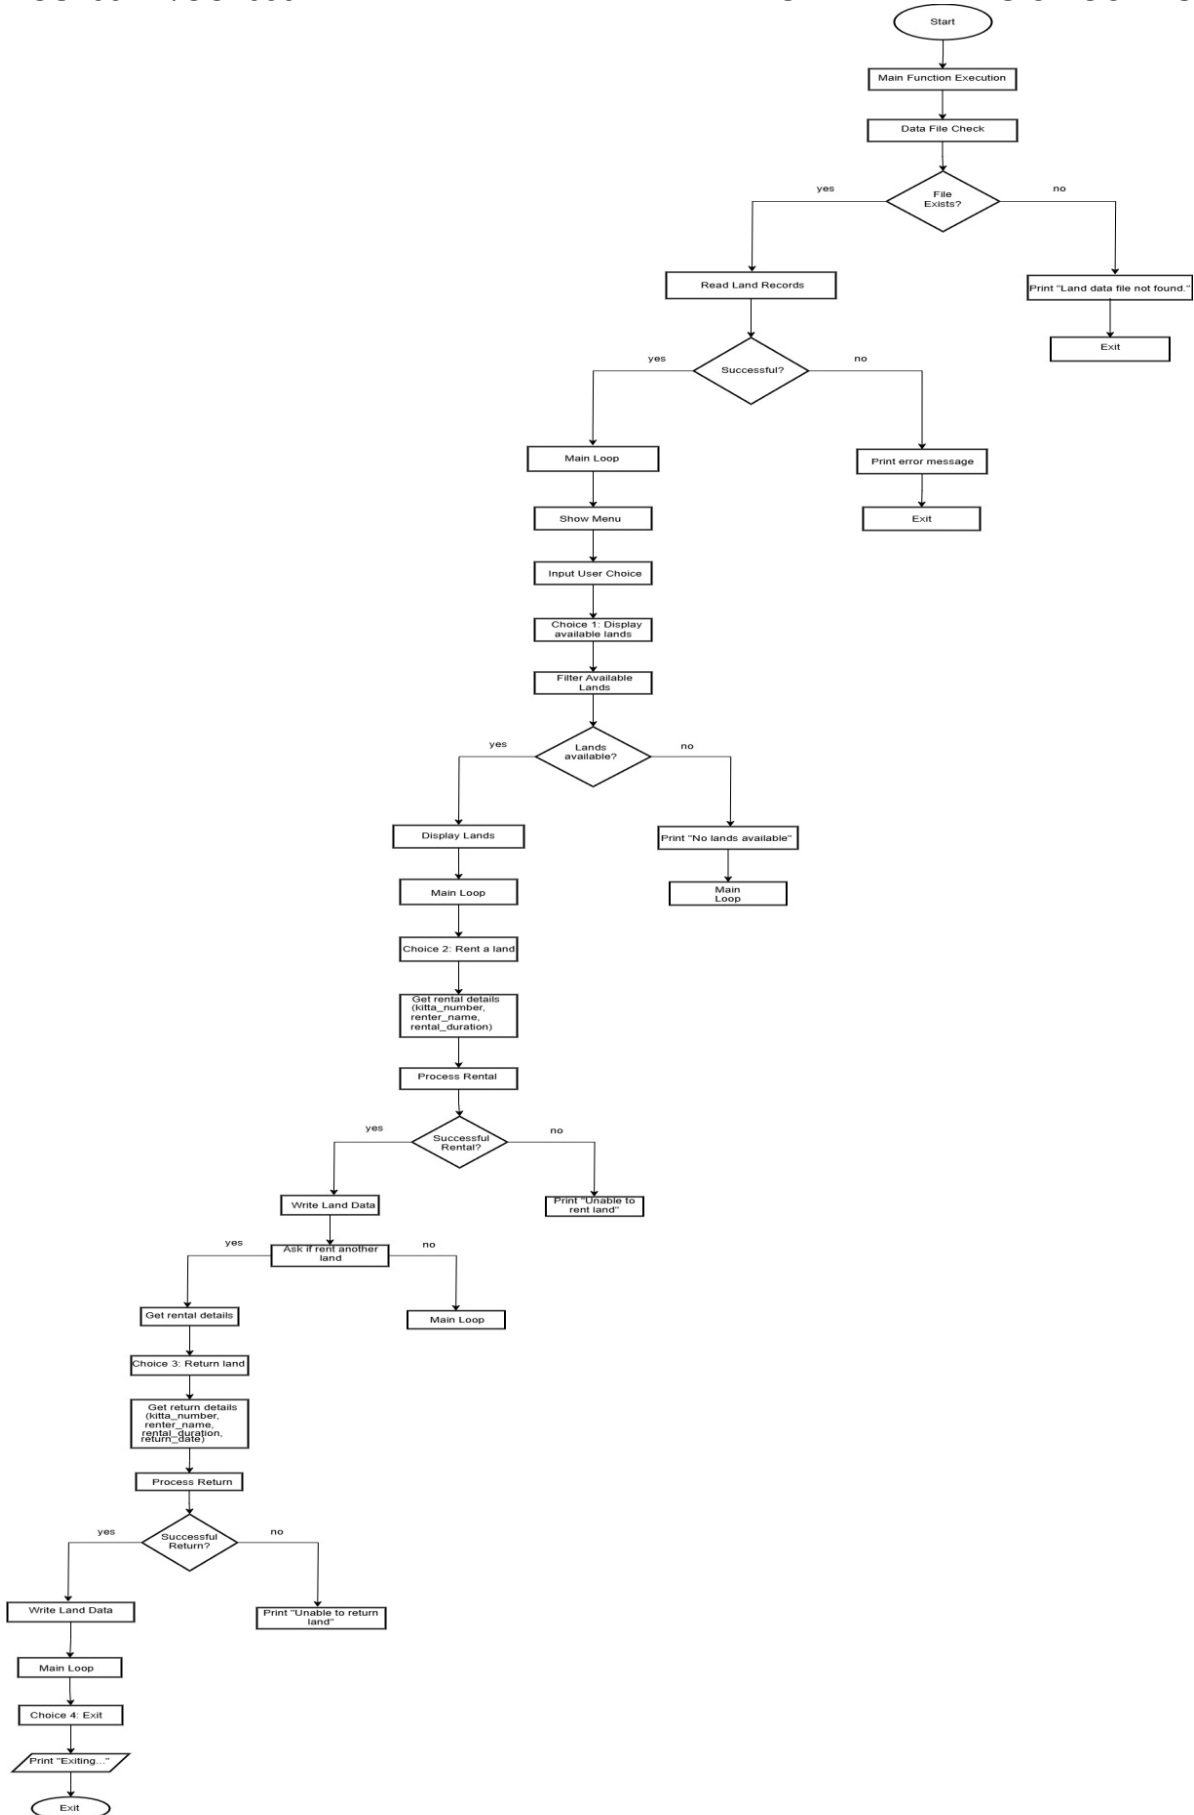 Start
Main Function Execution
Data File Check
yes
File
Exists?
no
Read Land Records
Print "Land data file not found."
Exit
yes
Successful?
no
Main Loop
Print error message
Show Menu
Exit
Input User Choice
Choice 1: Display
available lands
Filter Available
Lands
yes
Lands
available?
no
Display Lands
Print "No lands available"
Main Loop
Main
Loop
Choice 2: Rent a land
Get rental details
(kitta_number,
renter_name,
rental_duration)
Process Rental
yes
Successful
Rental?
no
Write Land Data
Print "Unable to
rent land"
yes
Ask if rent another
land
no
Get rental details
Main Loop
Choice 3: Return land
Get return details
(kitta_number,
renter_name,
rental_duration,
return_date)
Process Return
yes
Successful
Return?
no
Write Land Data
Print "Unable to return
land"
Main Loop
Choice 4: Exit
Print "Exiting..."
Exit